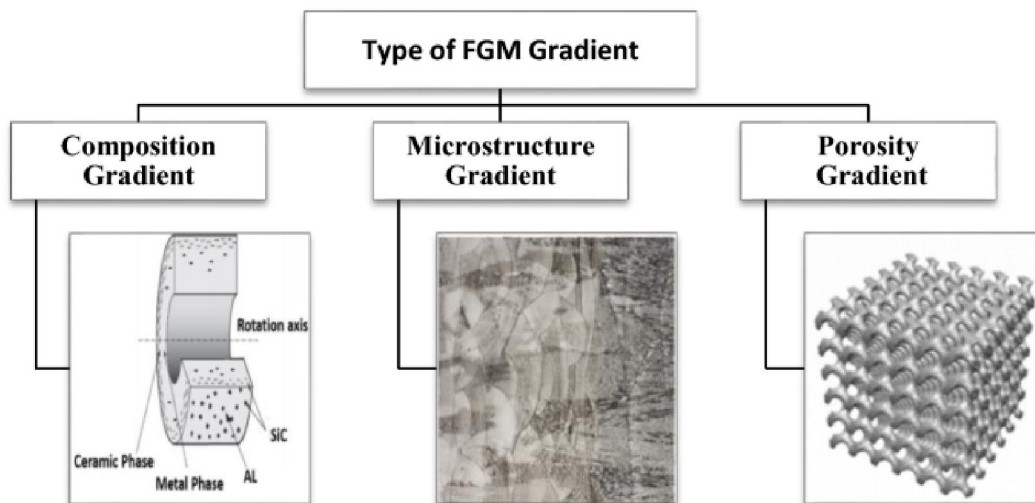 Type of FGM Gradient
Composition
Gradient
Microstructure
Gradient
Porosity
Gradient
Rotation axis
SiC
Ceramic Phase
AL
Metal Phase